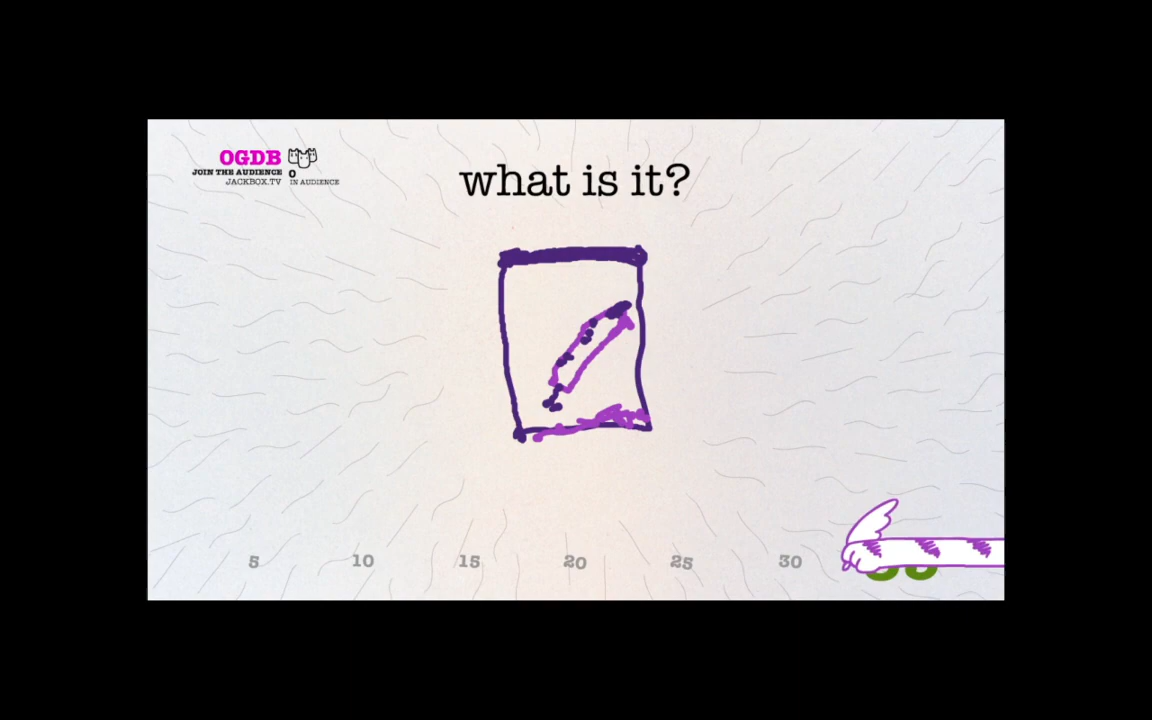 OGDB
JOIN THE AUDIENCE
JACKBOX.TV
0
IN AUDIENCE
what is it?
5 10 15 20 25 30